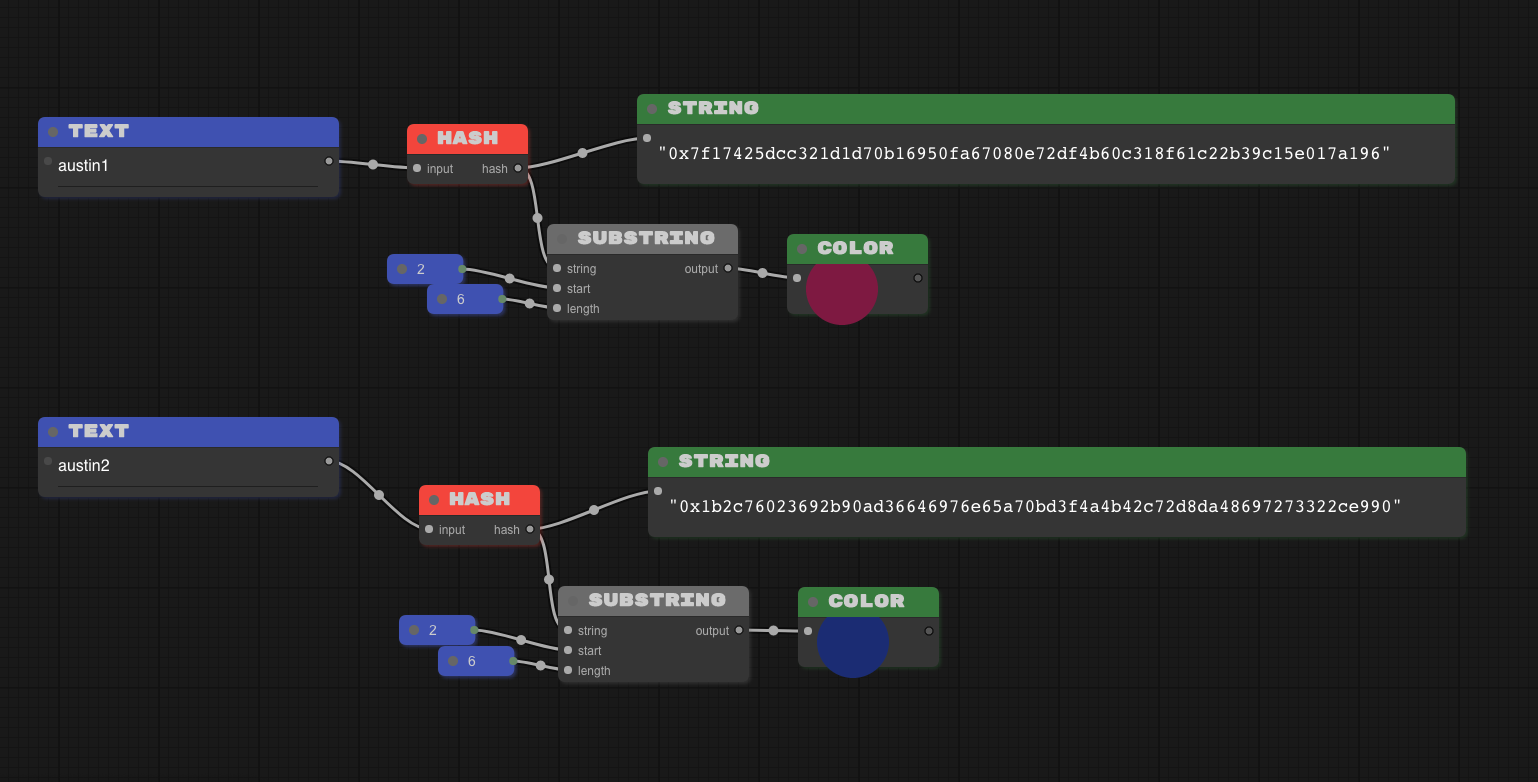 TEXT
austin1
HASH
input hash
STRING
"0x7f17425dcc321d1d70b16950fa67080e72df4b60c318f61c22b39c15e017a196"
SUBSTRING
string output
start
length
2
6
COLOR
TEXT
austin2
HASH
input hash
STRING
"0x1b2c76023692b90ad36646976e65a70bd3f4a4b42c72d8da48697273322ce990"
SUBSTRING
string output
start
length
2
6
COLOR